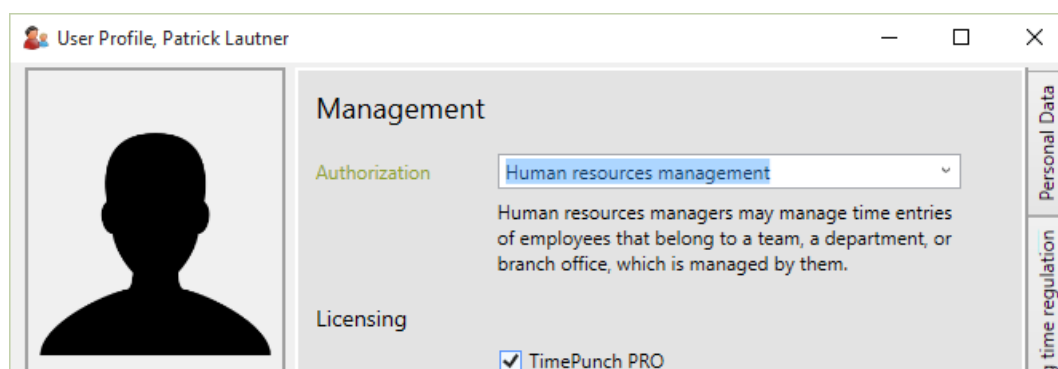 User Profile, Patrick Lautner
Management
Authorization
Human resources management
Human resources managers may manage time entries
of employees that belong to a team, a department, or
branch office, which is managed by them.
Licensing
TimePunch PRO
Personal Data
time regulation